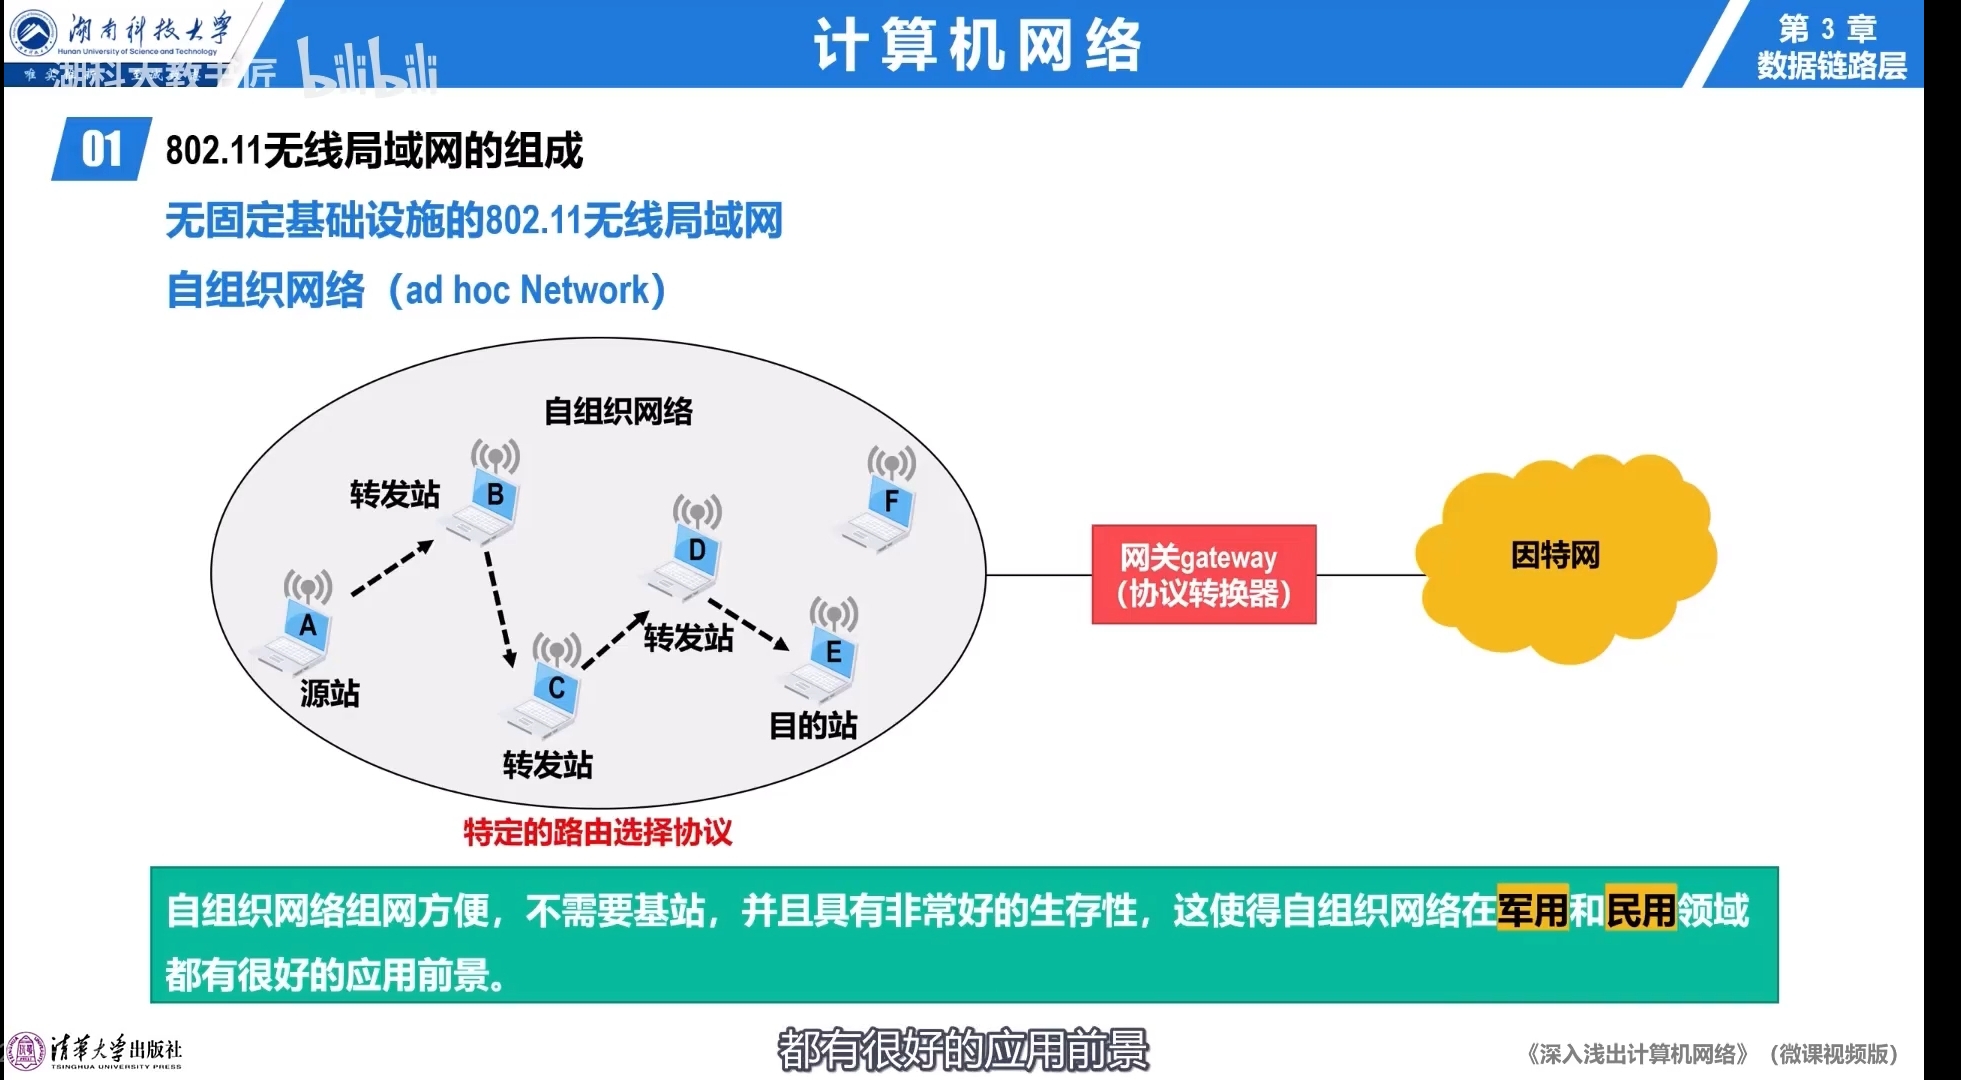 湖南科技大学
Hunan University of Science and Technology
湖科大教书匠 bilibili
计算机网络
第 3 章
数据链路层
01 802.11无线局域网的组成
无固定基础设施的802.11无线局域网
自组织网络（ad hoc Network）
自组织网络
转发站
B
F
D
A
转发站
E
源站
C
目的站
转发站
网关gateway
（协议转换器）
因特网
特定的路由选择协议
自组织网络组网方便，不需要基站，并且具有非常好的生存性，这使得自组织网络在军用和民用领域
都有很好的应用前景。
清华大学出版社
TSINGHUA UNIVERSITY PRESS
都有很好的应用前景
《深入浅出计算机网络》（微课视频版）